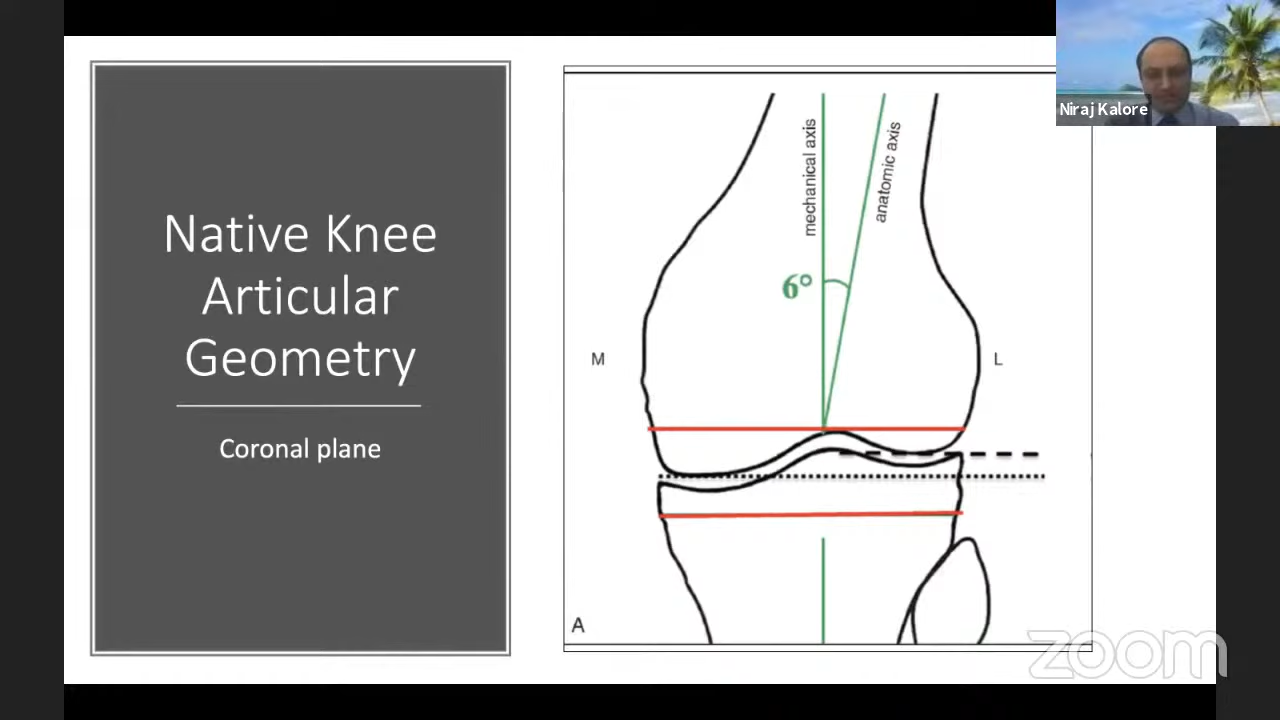 Native Knee
Articular
Geometry
Coronal plane
mechanical axis
anatomic axis
6°
M
L
A
Niraj Kalore
zoom